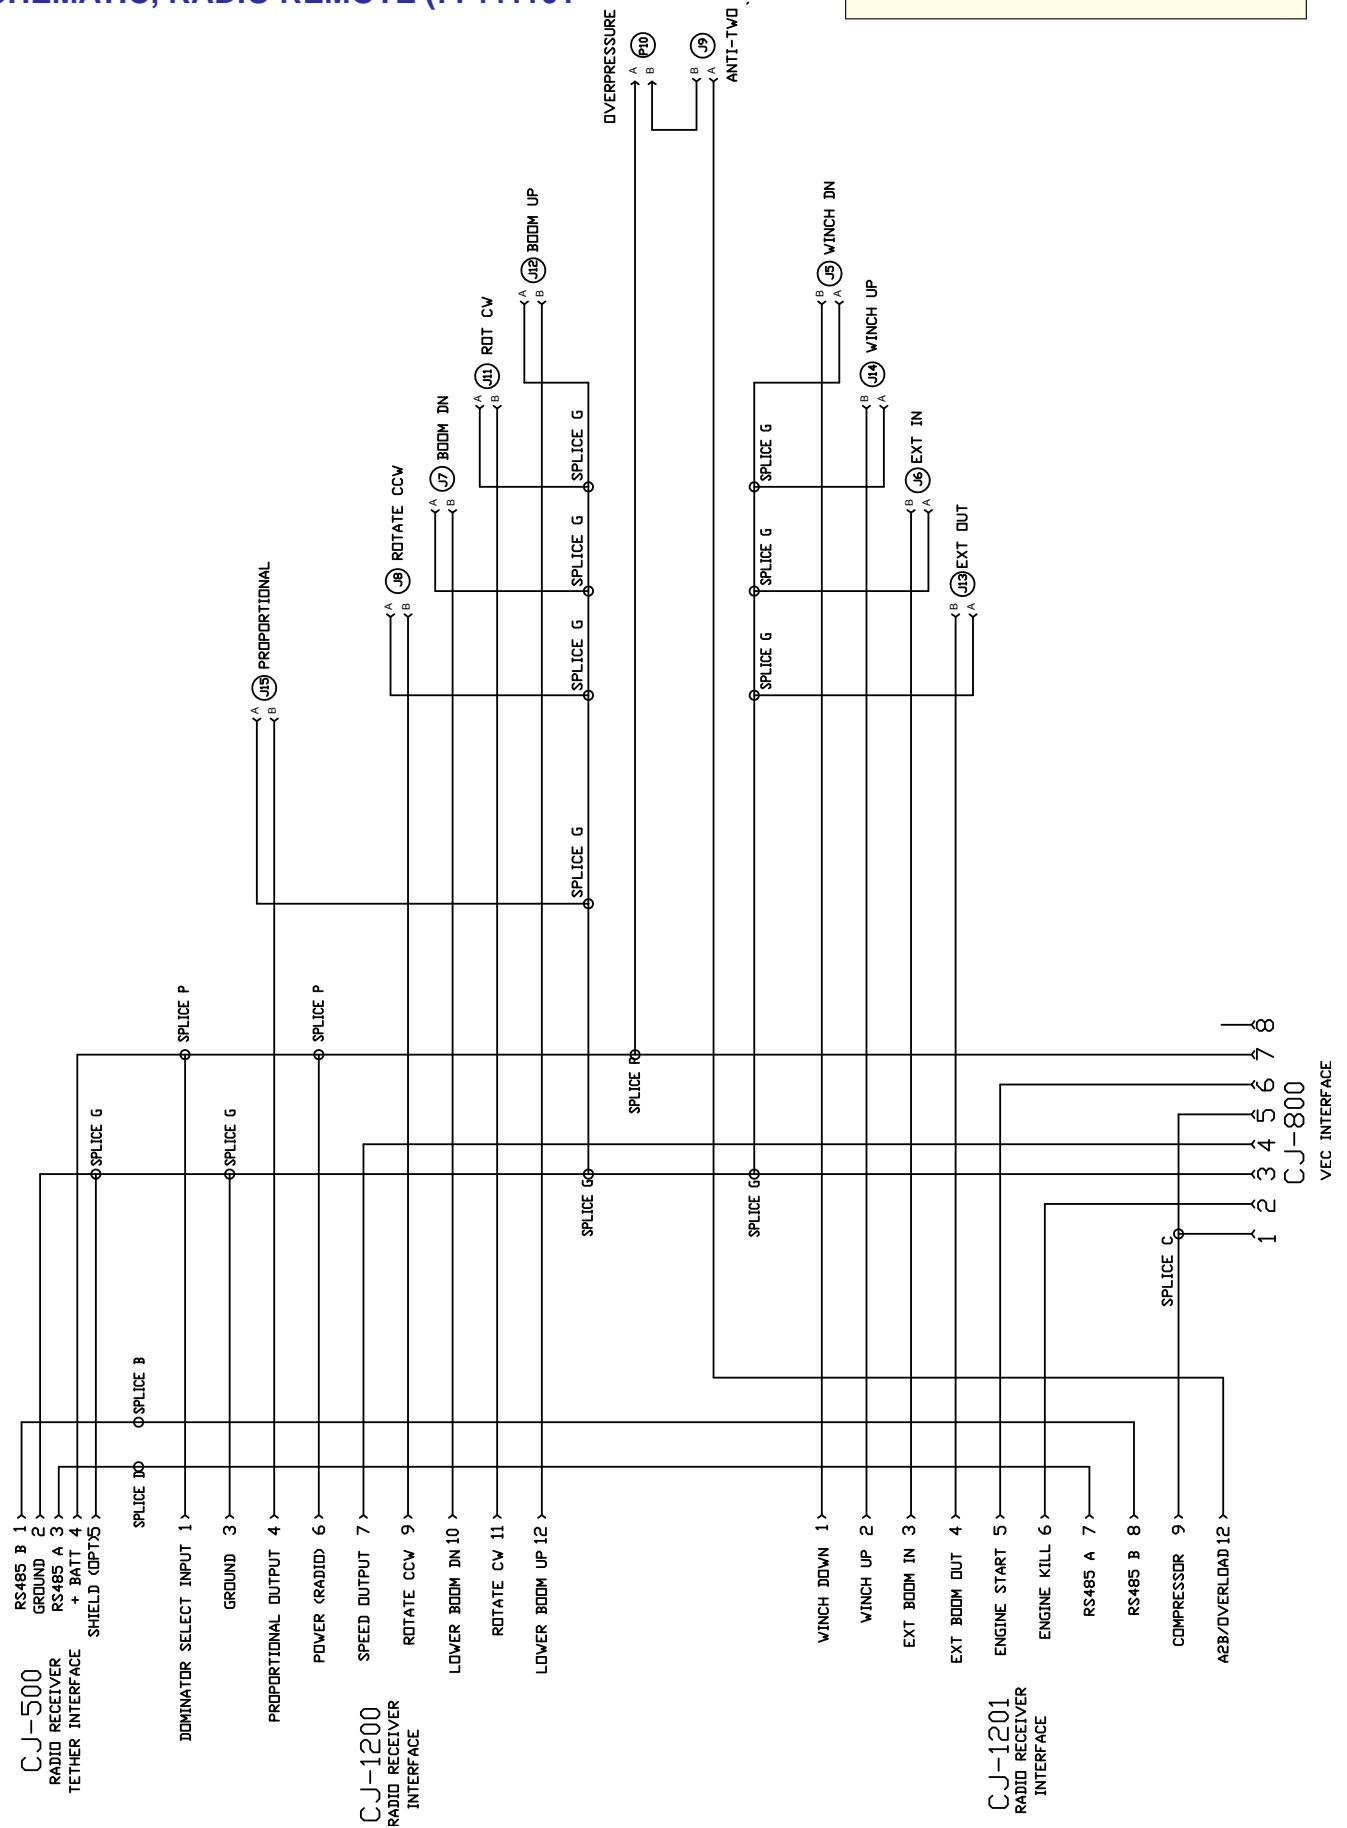 CHEMATIC, RADIO REMOTE (77441104
OVERPRESSURE
A
B
P10
B
A
J9
ANTI-TWO
A
B
J12 BOOM UP
A
B
J11 ROT CW
A
B
J7 BOOM DN
A
B
J8 ROTATE CCW
A
B
J15 PROPORTIONAL
B
A
J5 WINCH DN
B
A
J14 WINCH UP
B
A
J6 EXT IN
B
A
J13 EXT OUT
SPLICE G
SPLICE G
SPLICE G
SPLICE G
SPLICE G
SPLICE G
SPLICE G
SPLICE P
SPLICE P
SPLICE P
SPLICE G
SPLICE G
SPLICE G
SPLICE G
SPLICE C
SPLICE B
SPLICE D
8
7
6
5
4
3
2
1
CJ-800
VEC INTERFACE
RS485 B 1
GROUND 2
RS485 A 3
+ BATT 4
SHIELD (OPT)5
CJ-500
RADIO RECEIVER
TETHER INTERFACE
DOMINATOR SELECT INPUT 1
GROUND 3
PROPORTIONAL OUTPUT 4
POWER (RADIO) 6
SPEED OUTPUT 7
ROTATE CCW 9
LOWER BOOM DN 10
ROTATE CW 11
LOWER BOOM UP 12
CJ-1200
RADIO RECEIVER
INTERFACE
WINCH DOWN 1
WINCH UP 2
EXT BOOM IN 3
EXT BOOM OUT 4
ENGINE START 5
ENGINE KILL 6
RS485 A 7
RS485 B 8
COMPRESSOR 9
A2B/OVERLOAD 12
CJ-1201
RADIO RECEIVER
INTERFACE